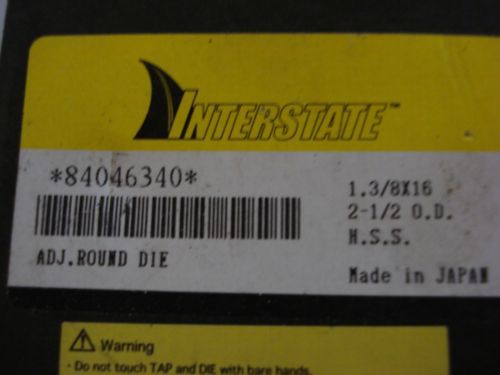 INTERSTATE™
*84046340*
1.3/8X16
2-1/2 O.D.
H.S.S.
ADJ.ROUND DIE
Made in JAPAN
Warning
· Do not touch TAP and DIE with bare hands.